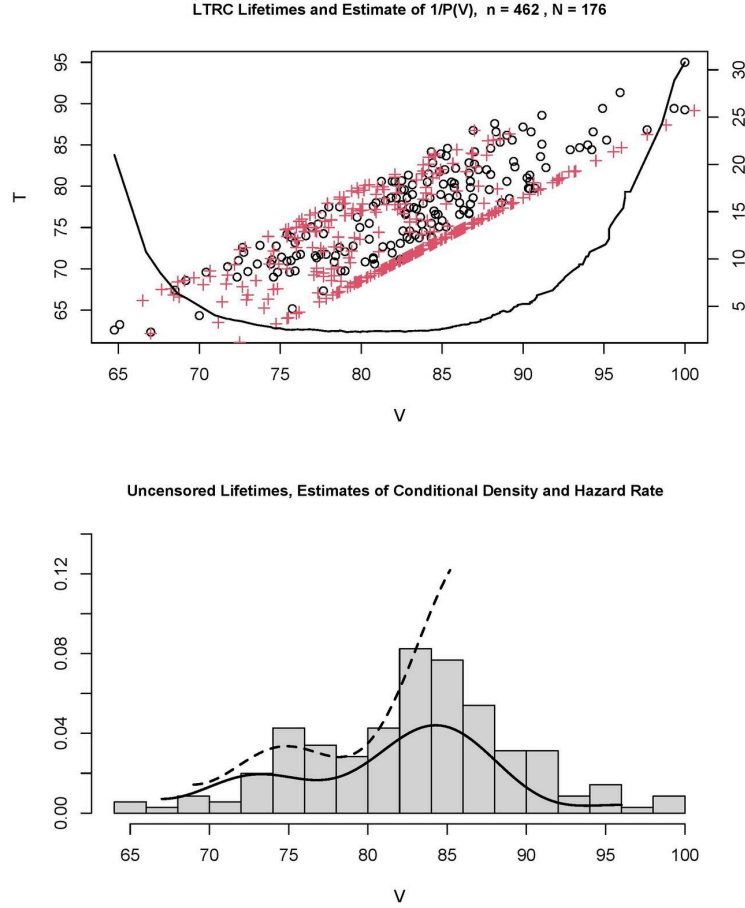 LTRC Lifetimes and Estimate of 1/P(V), n = 462 , N = 176
95
90
85
80
75
70
65
T
30
25
20
15
10
5
65 70 75 80 85 90 95 100
V
Uncensored Lifetimes, Estimates of Conditional Density and Hazard Rate
0.12
0.08
0.04
0.00
65 70 75 80 85 90 95 100
V